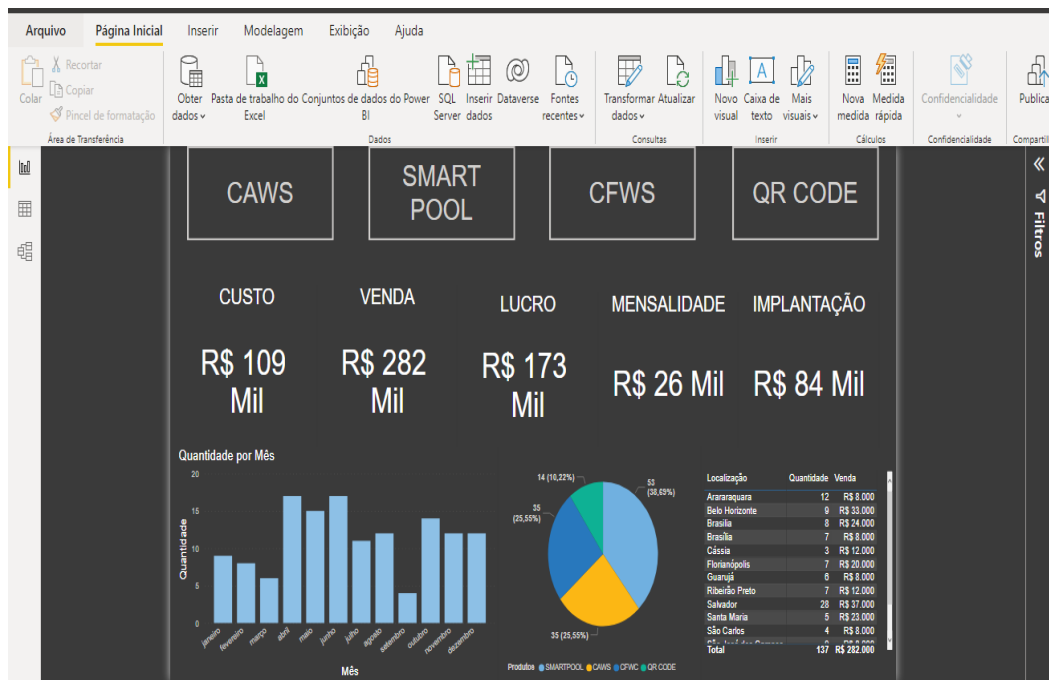 Arquivo Página Inicial Inserir Modelagem Exibição Ajuda
Colar
Recortar
Copiar
Pincel de formatação
Área de Transferência
Obter dados
Pasta de trabalho do Excel
Conjuntos de dados do Power BI
SQL Server
Inserir dados
Dataverse
Fontes recentes
Dados
Transformar dados
Atualizar
Consultas
Novo visual
Caixa de texto
Mais visuais
Inserir
Nova medida
Medida rápida
Cálculos
Confidencialidade
Confidencialidade
Publica
Compartil
Filtros
CAWS
SMART
POOL
CFWS
QR CODE
CUSTO
R$ 109
Mil
VENDA
R$ 282
Mil
LUCRO
R$ 173
Mil
MENSALIDADE
R$ 26 Mil
IMPLANTAÇÃO
R$ 84 Mil
Quantidade por Mês
Quantidade
20
15
10
5
0
janeiro fevereiro março abril maio junho julho agosto setembro outubro novembro dezembro
Mês
14 (10,22%)
53
(38,69%)
35
(25,55%)
35 (25,55%)
Produtos SMARTPOOL CAWS CFWC QR CODE
Localização Quantidade Venda
Arararaquara 12 R$ 8.000
Belo Horizonte 9 R$ 33.000
Brasilia 8 R$ 24.000
Brasília 7 R$ 8.000
Cássia 3 R$ 12.000
Florianópolis 7 R$ 20.000
Guarujá 6 R$ 8.000
Ribeirão Preto 7 R$ 12.000
Salvador 28 R$ 37.000
Santa Maria 5 R$ 23.000
São Carlos 4 R$ 8.000
Total 137 R$ 282.000